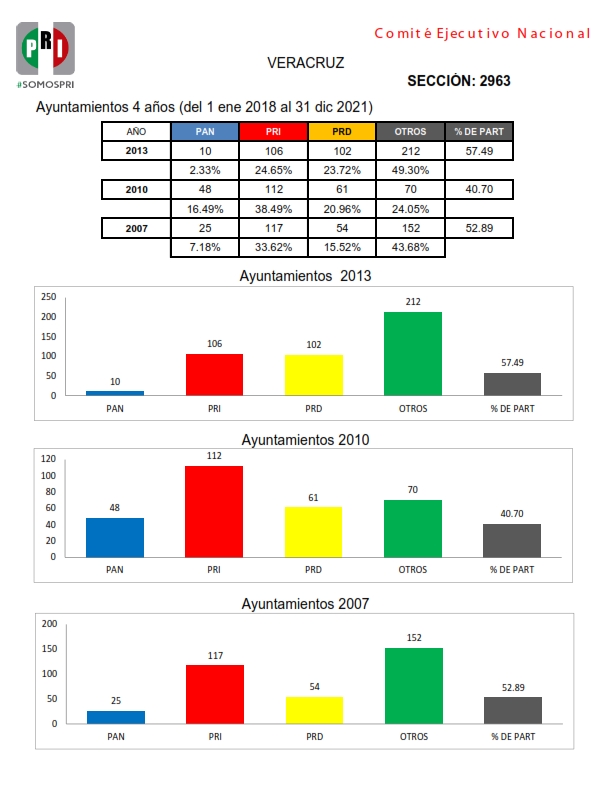 Comité Ejecutivo Nacional
PRI
#SOMOSPRI
VERACRUZ
SECCIÓN: 2963
Ayuntamientos 4 años (del 1 ene 2018 al 31 dic 2021)
AÑO PAN PRI PRD OTROS % DE PART
2013 10 106 102 212 57.49
2.33% 24.65% 23.72% 49.30%
2010 48 112 61 70 40.70
16.49% 38.49% 20.96% 24.05%
2007 25 117 54 152 52.89
7.18% 33.62% 15.52% 43.68%
Ayuntamientos 2013
250
200
150
100
50
0
10 106 102 212 57.49
PAN PRI PRD OTROS % DE PART
Ayuntamientos 2010
120
100
80
60
40
20
0
48 112 61 70 40.70
PAN PRI PRD OTROS % DE PART
Ayuntamientos 2007
200
150
100
50
0
25 117 54 152 52.89
PAN PRI PRD OTROS % DE PART